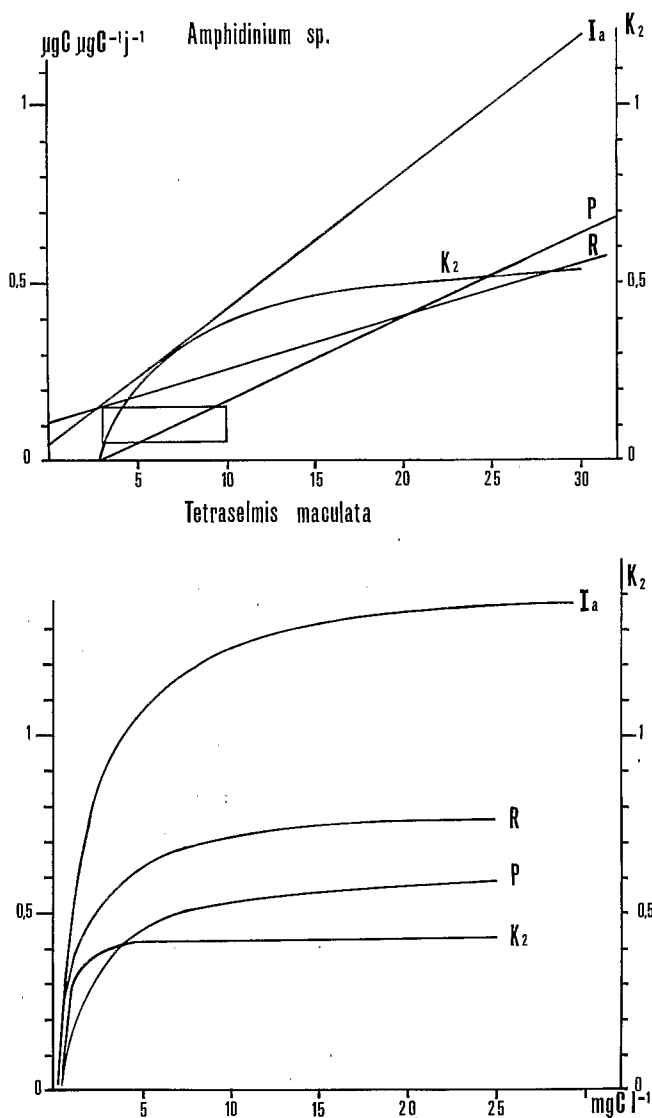 µgC µgC⁻¹j⁻¹ Amphidinium sp. Ia K2
1 1
P
R
K2
0,5 0,5
0 0
5 10 15 20 25 30
Tetraselmis maculata
K2
Ia
1 1
R
P
0,5 0,5
K2
0 0
5 10 15 20 25 mgC l⁻¹